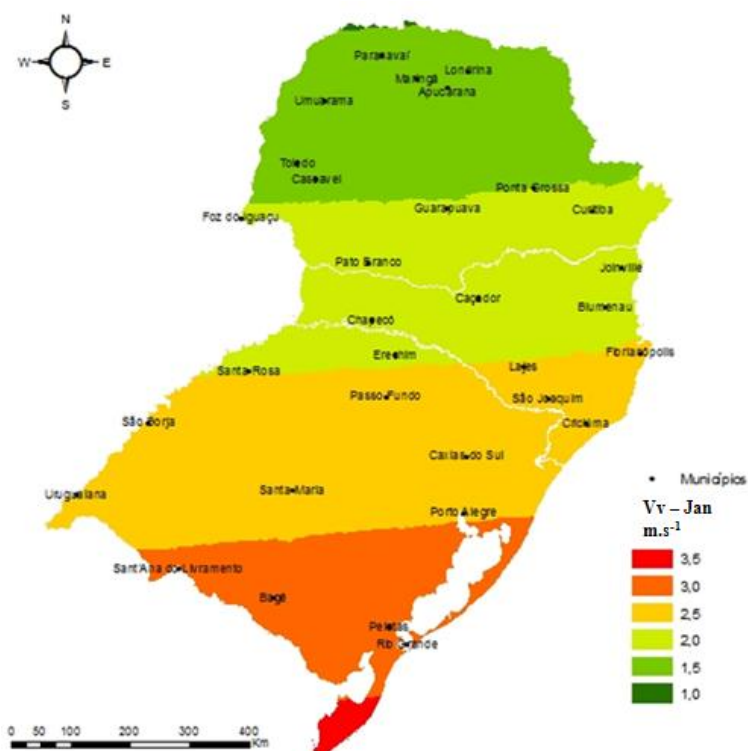 N
W E
S
Paranavaí
Londrina
Maringá
Apucarana
Umuarama
Toledo
Cascavel
Ponta Grossa
Guarapuava
Curitiba
Foz do Iguaçu
Pato Branco
Joinville
Caçador
Blumenau
Chapecó
Erechim
Florianópolis
Lajes
Santa Rosa
Passo Fundo
São Joaquim
São Borja
Criciúma
Caxias do Sul
Uruguaiana
Santa Maria
Porto Alegre
Sant'Ana do Livramento
Bagé
Pelotas
Rio Grande
Municípios
Vv – Jan
m.s-1
3,5
3,0
2,5
2,0
1,5
1,0
0 50 100 200 300 400
Km